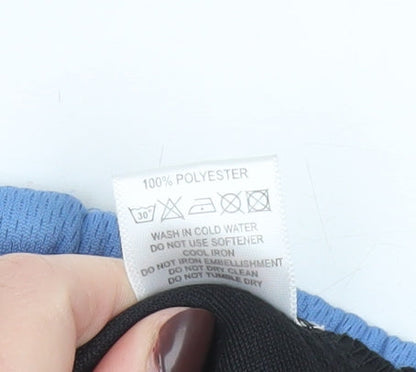 100% POLYESTER
30°
WASH IN COLD WATER
DO NOT USE SOFTENER
COOL IRON
DO NOT IRON EMBELLISHMENT
DO NOT DRY CLEAN
DO NOT TUMBLE DRY